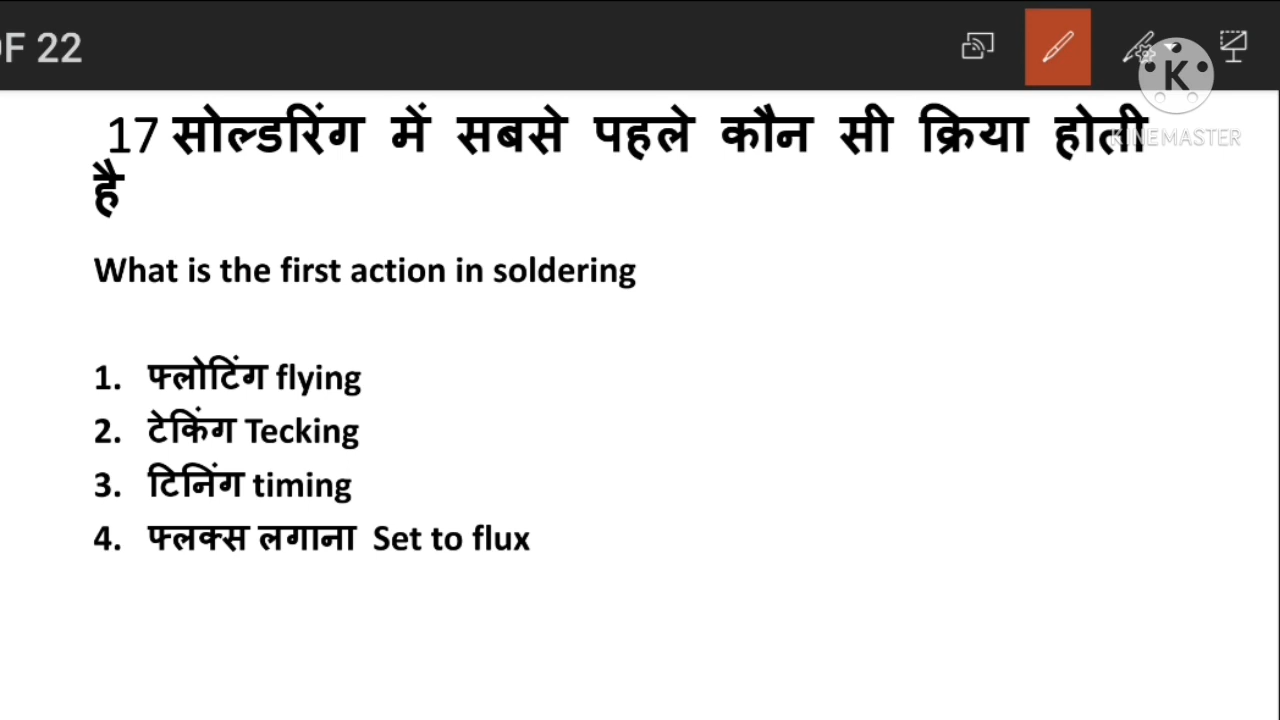 OF 22
KINEMASTER
17 सोल्डरिंग में सबसे पहले कौन सी क्रिया होती
है
What is the first action in soldering
1. फ्लोटिंग flying
2. टेकिंग Tecking
3. टिनिंग timing
4. फ्लक्स लगाना Set to flux